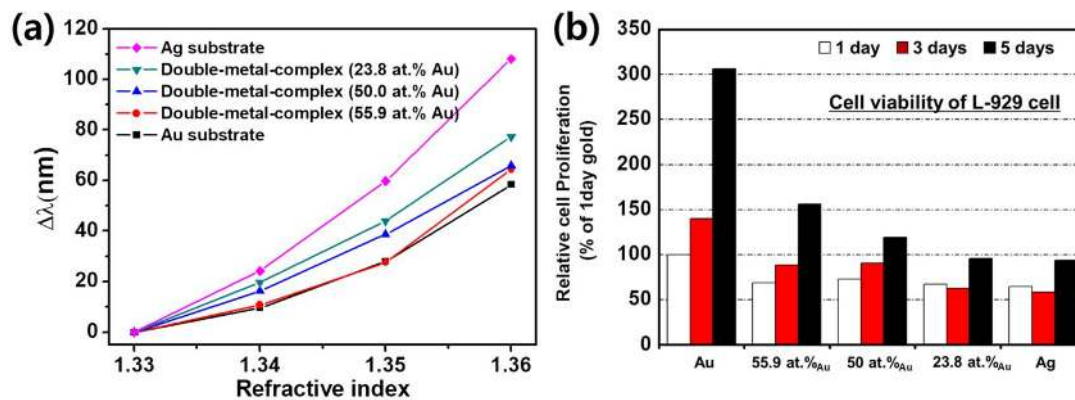 (a)
120
100
80
60
40
20
0
Δλ(nm)
Ag substrate
Double-metal-complex (23.8 at.% Au)
Double-metal-complex (50.0 at.% Au)
Double-metal-complex (55.9 at.% Au)
Au substrate
1.33 1.34 1.35 1.36
Refractive index
(b)
350
300
250
200
150
100
50
0
Relative cell Proliferation
(% of 1day gold)
1 day 3 days 5 days
Cell viability of L-929 cell
Au 55.9 at.%Au 50 at.%Au 23.8 at.%Au Ag